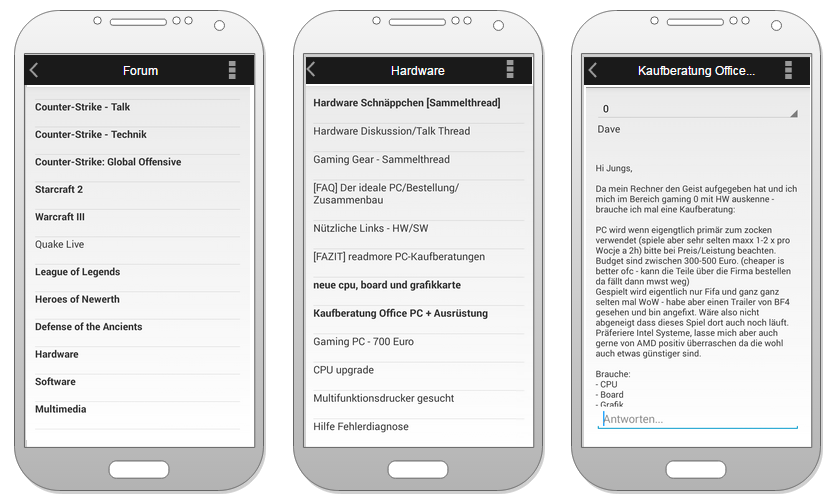 Forum
Counter-Strike - Talk
Counter-Strike - Technik
Counter-Strike: Global Offensive
Starcraft 2
Warcraft III
Quake Live
League of Legends
Heroes of Newerth
Defense of the Ancients
Hardware
Software
Multimedia
Hardware
Hardware Schnäppchen [Sammelthread]
Hardware Diskussion/Talk Thread
Gaming Gear - Sammelthread
[FAQ] Der ideale PC/Bestellung/
Zusammenbau
Nützliche Links - HW/SW
[FAZIT] readmore PC-Kaufberatungen
neue cpu, board und grafikkarte
Kaufberatung Office PC + Ausrüstung
Gaming PC - 700 Euro
CPU upgrade
Multifunktionsdrucker gesucht
Hilfe Fehlerdiagnose
Kaufberatung Office...
0
Dave
Hi Jungs,
Da mein Rechner den Geist aufgegeben hat und ich
mich im Bereich gaming 0 mit HW auskenne -
brauche ich mal eine Kaufberatung:
PC wird wenn eigengtlich primär zum zocken
verwendet (spiele aber sehr selten maxx 1-2 x pro
Wocje a 2h) bitte bei Preis/Leistung beachten.
Budget sind zwischen 300-500 Euro. (cheaper is
better ofc - kann die Teile über die Firma bestellen
da fällt dann mwst weg)
Gespielt wird eigentlich nur Fifa und ganz ganz
selten mal WoW - habe aber einen Trailer von BF4
gesehen und bin angefixt. Wäre also nicht
abgeneigt dass dieses Spiel dort auch noch läuft.
Präferiere Intel Systeme, lasse mich aber auch
gerne von AMD positiv überraschen da die wohl
auch etwas günstiger sind.
Brauche:
- CPU
- Board
- Grafik
Antworten...